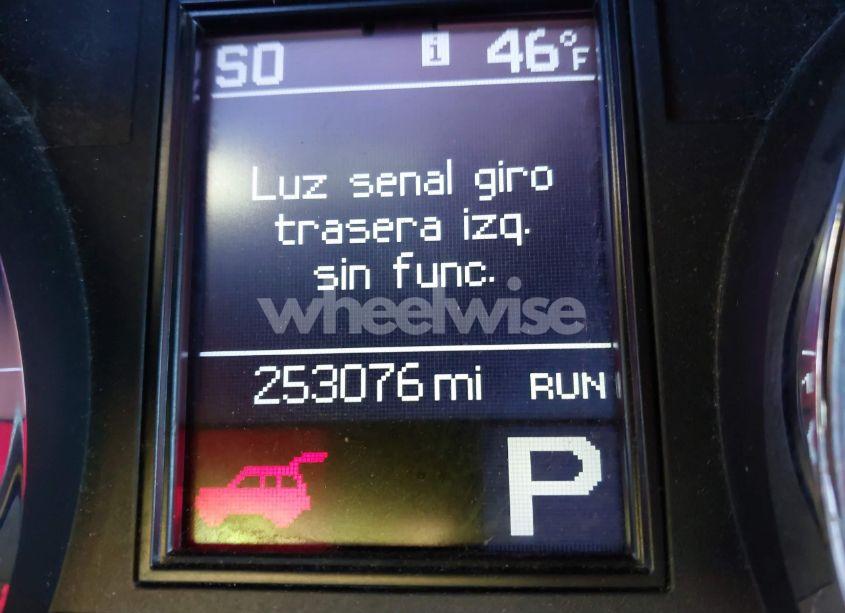 SO i 46°F
Luz senal giro
trasera izq.
sin func.
wheelwise
253076 mi RUN
P